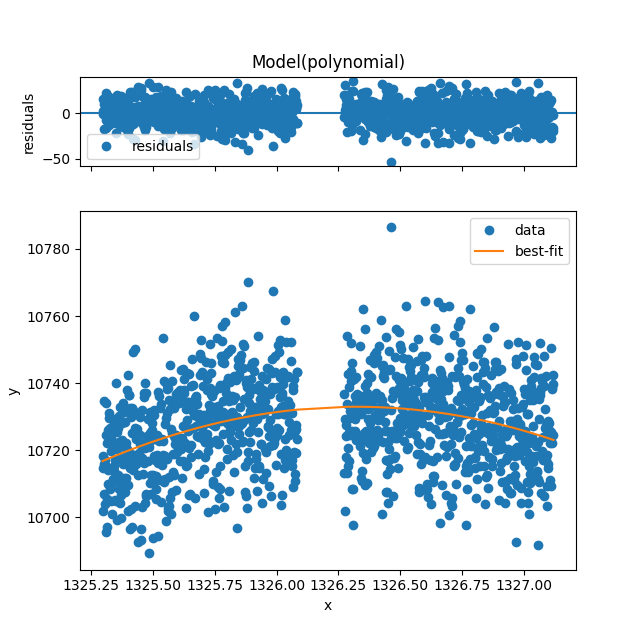 Model(polynomial)
residuals
0
−50
residuals
y
10780
10760
10740
10720
10700
data
best-fit
1325.25 1325.50 1325.75 1326.00 1326.25 1326.50 1326.75 1327.00
x